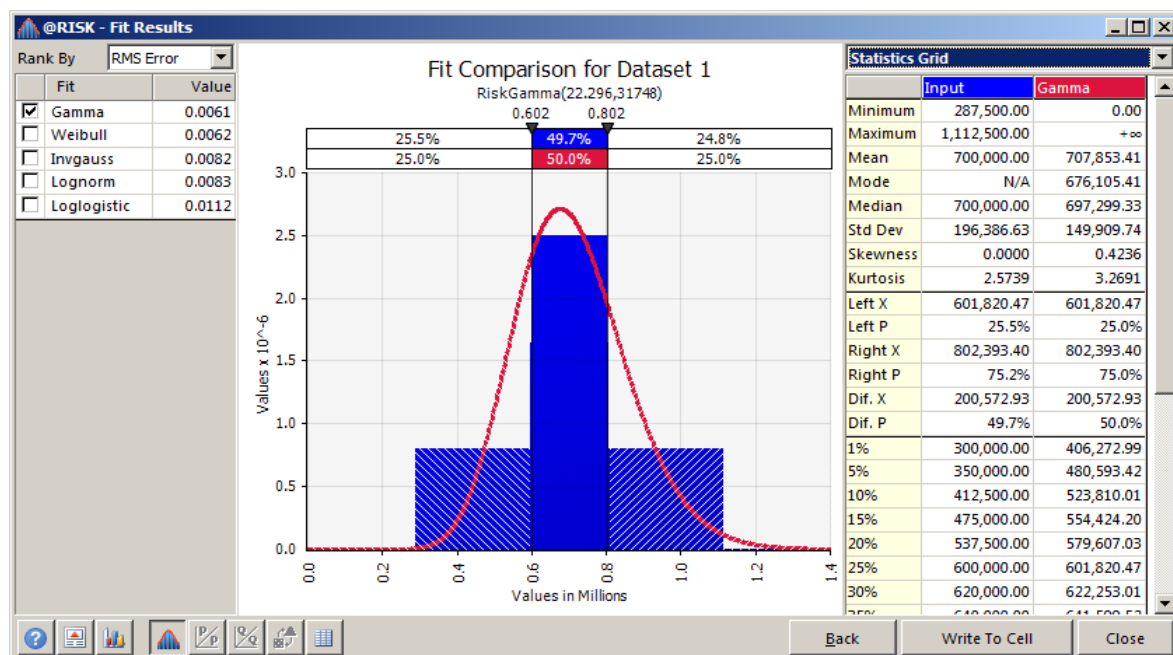 @RISK - Fit Results
Rank By RMS Error
Fit Value
Gamma 0.0061
Weibull 0.0062
Invgauss 0.0082
Lognorm 0.0083
Loglogistic 0.0112
Fit Comparison for Dataset 1
RiskGamma(22.296,31748)
0.602 0.802
25.5% 49.7% 24.8%
25.0% 50.0% 25.0%
3.0
2.5
2.0
1.5
1.0
0.5
0.0
Values x 10^-6
0.0 0.2 0.4 0.6 0.8 1.0 1.2 1.4
Values in Millions
Statistics Grid
Input Gamma
Minimum 287,500.00 0.00
Maximum 1,112,500.00 +∞
Mean 700,000.00 707,853.41
Mode N/A 676,105.41
Median 700,000.00 697,299.33
Std Dev 196,386.63 149,909.74
Skewness 0.0000 0.4236
Kurtosis 2.5739 3.2691
Left X 601,820.47 601,820.47
Left P 25.5% 25.0%
Right X 802,393.40 802,393.40
Right P 75.2% 75.0%
Dif. X 200,572.93 200,572.93
Dif. P 49.7% 50.0%
1% 300,000.00 406,272.99
5% 350,000.00 480,593.42
10% 412,500.00 523,810.01
15% 475,000.00 554,424.20
20% 537,500.00 579,607.03
25% 600,000.00 601,820.47
30% 620,000.00 622,253.01
P/P Q/Q
Back Write To Cell Close